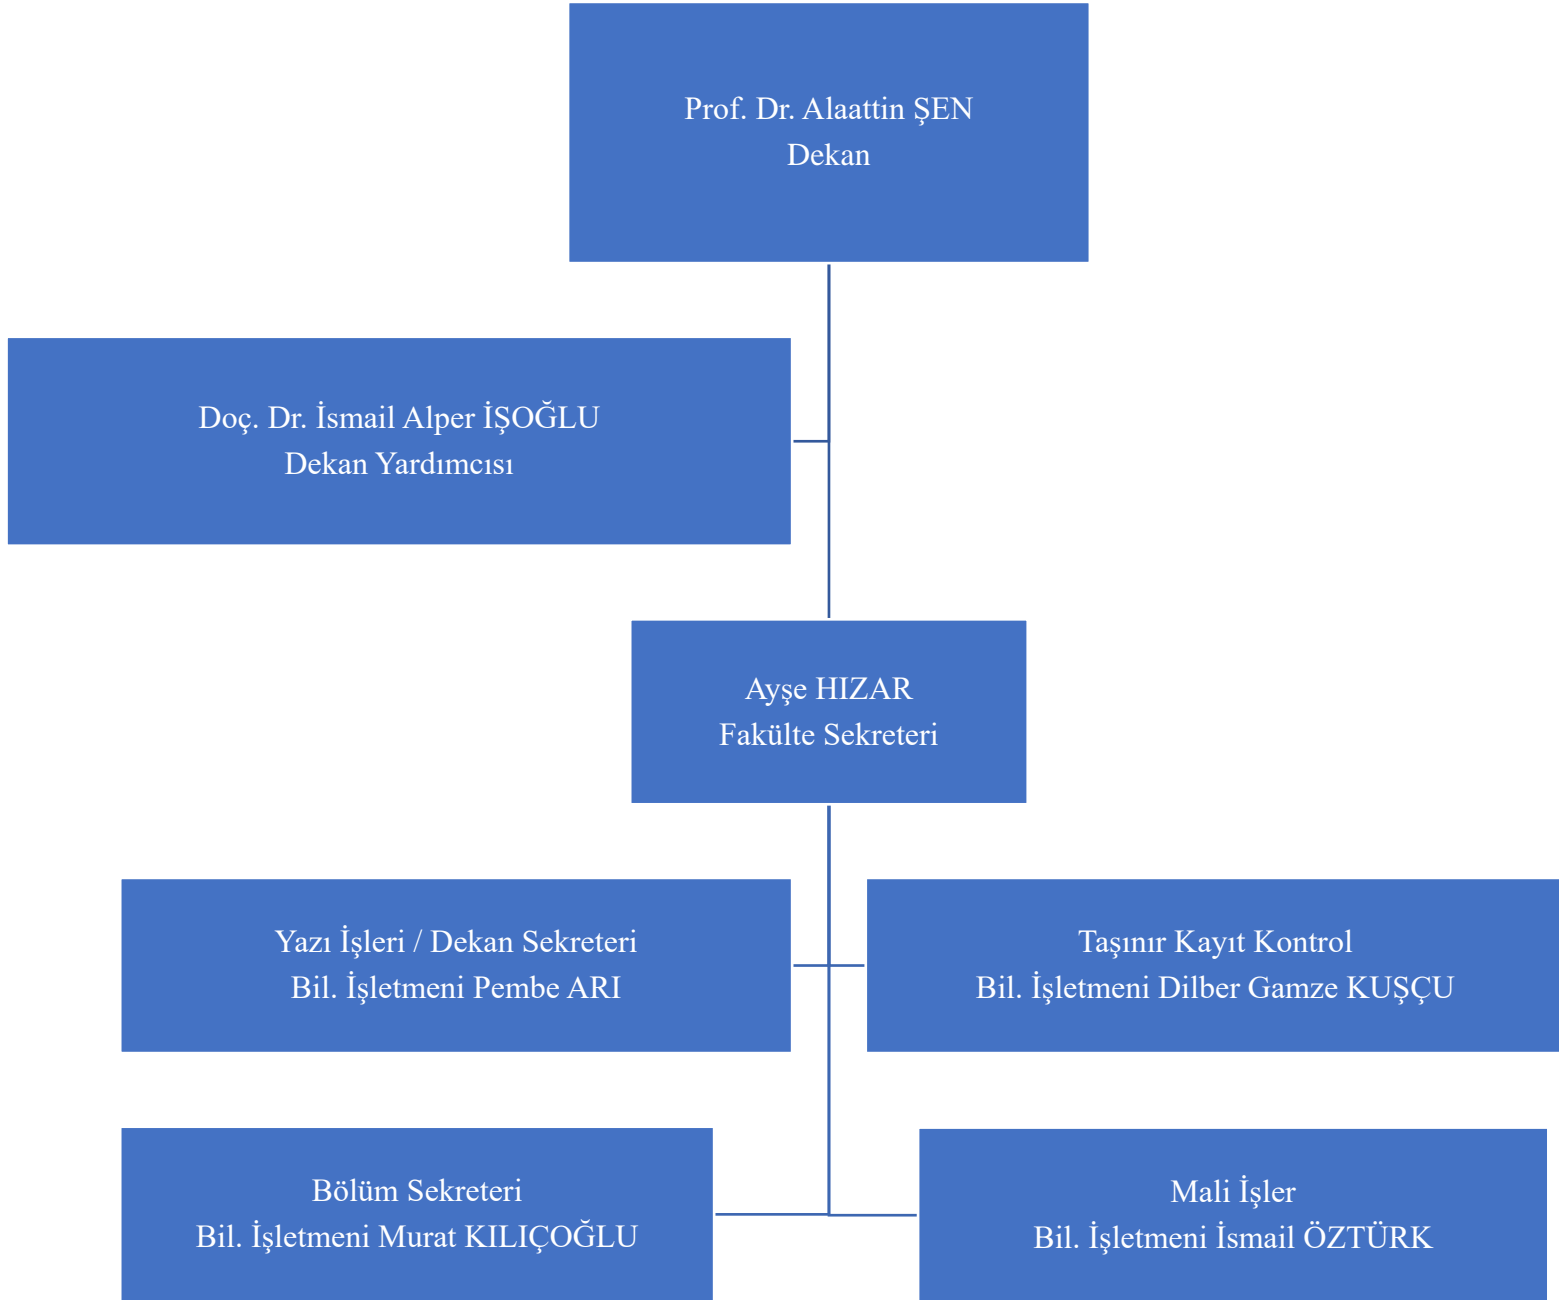 Prof. Dr. Alaattin ŞEN
Dekan
Doç. Dr. İsmail Alper İŞOĞLU
Dekan Yardımcısı
Ayşe HIZAR
Fakülte Sekreteri
Yazı İşleri / Dekan Sekreteri
Bil. İşletmeni Pembe ARI
Taşınır Kayıt Kontrol
Bil. İşletmeni Dilber Gamze KUŞÇU
Bölüm Sekreteri
Bil. İşletmeni Murat KILIÇOĞLU
Mali İşler
Bil. İşletmeni İsmail ÖZTÜRK